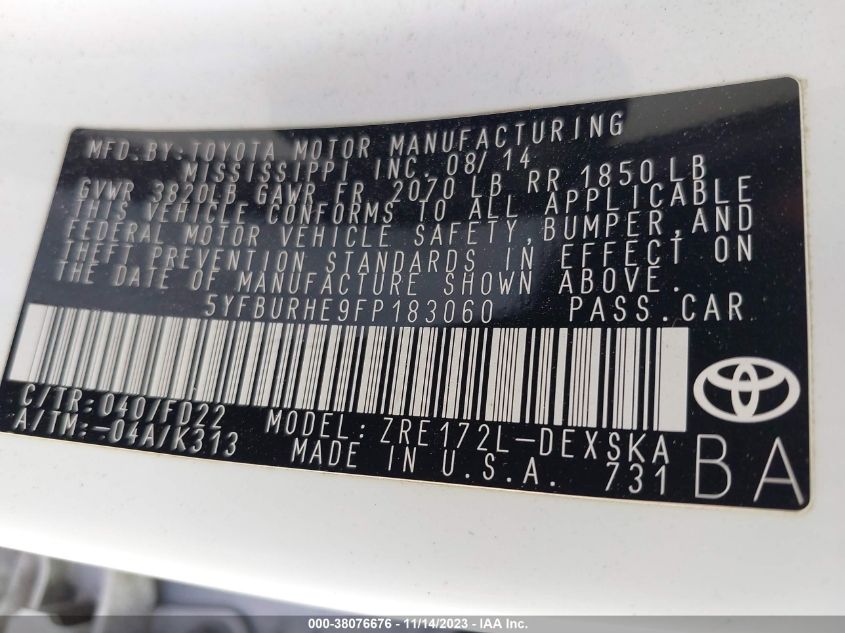 MFD.BY:TOYOTA MOTOR MANUFACTURING
MISSISSIPPI INC. 08/14
GVWR 3820LB GAWR FR 2070 LB RR 1850 LB
THIS VEHICLE CONFORMS TO ALL APPLICABLE
FEDERAL MOTOR VEHICLE SAFETY, BUMPER, AND
THEFT PREVENTION STANDARDS IN EFFECT ON
THE DATE OF MANUFACTURE SHOWN ABOVE.
5YFBURHE9FP183060 PASS.CAR
C/TR:040/FD22 MODEL:ZRE172L-DEXSKA
A/TM:-04A/K313 MADE IN U.S.A. 731 BA
000-38076676 - 11/14/2023 - IAA Inc.